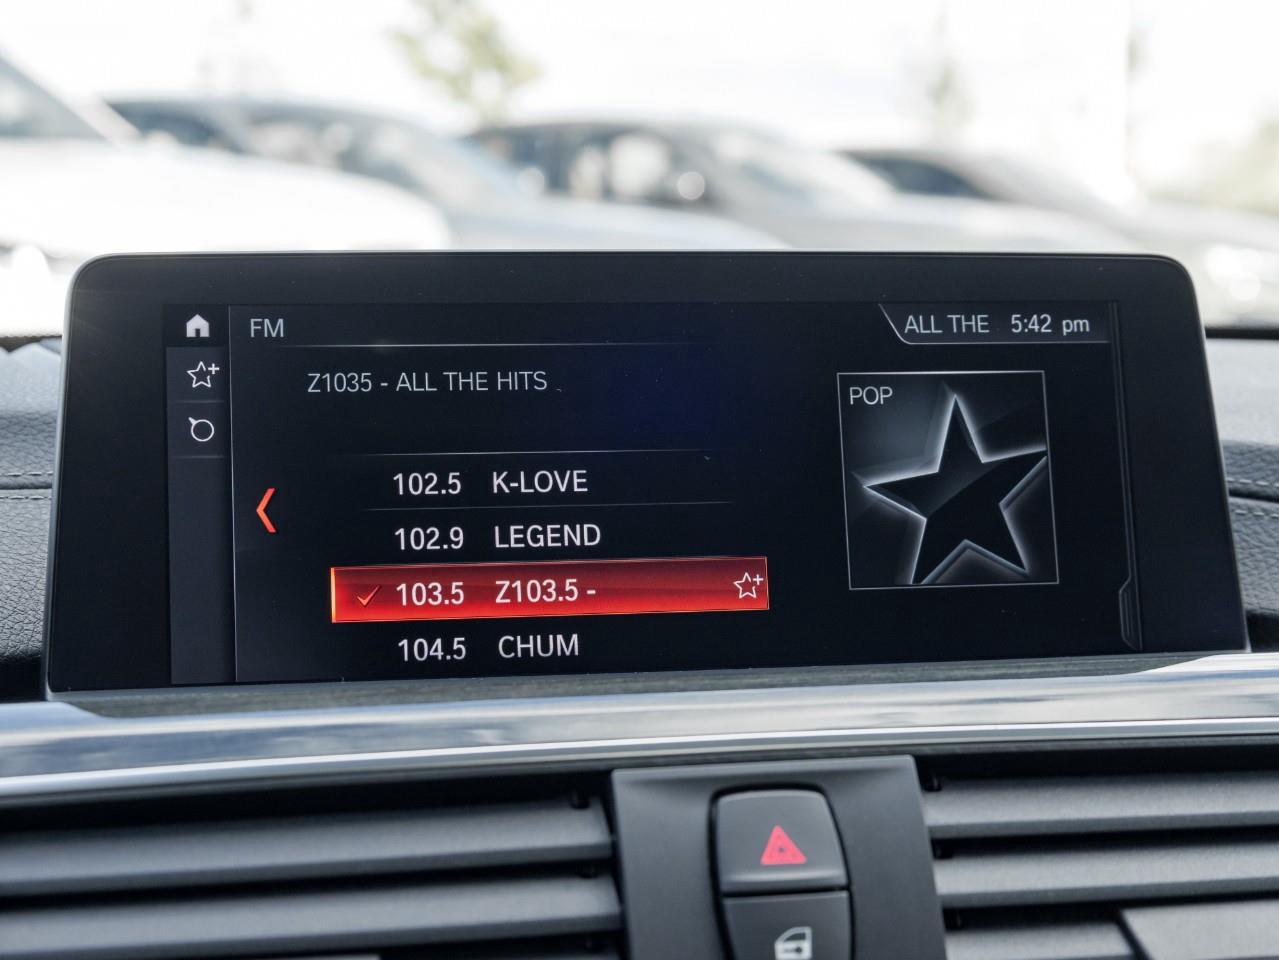 FM
ALL THE 5:42 pm
Z1035 - ALL THE HITS
POP
102.5 K-LOVE
102.9 LEGEND
103.5 Z103.5 -
104.5 CHUM